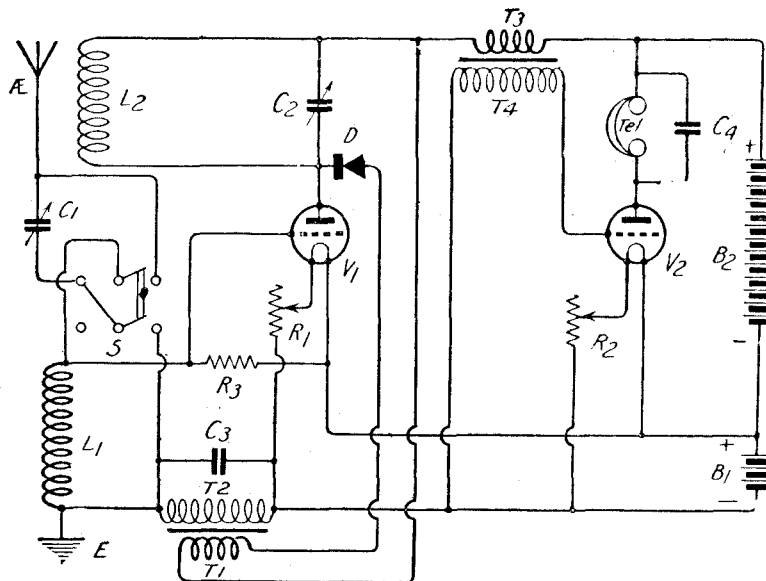 T3
Æ
L2
C2
T4
Tel
C4
D
+
C1
V1
V2
B2
S
R1
R2
-
R3
L1
C3
+
T2
B1
-
E
T1